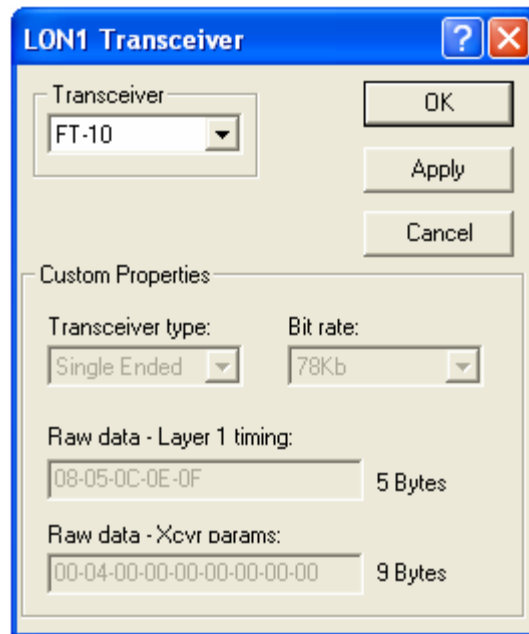 LON1 Transceiver
Transceiver
FT-10
OK
Apply
Cancel
Custom Properties
Transceiver type:
Bit rate:
Single Ended
78Kb
Raw data - Layer 1 timing:
08-05-0C-0E-0F
5 Bytes
Raw data - Xcvr params:
00-04-00-00-00-00-00-00-00
9 Bytes